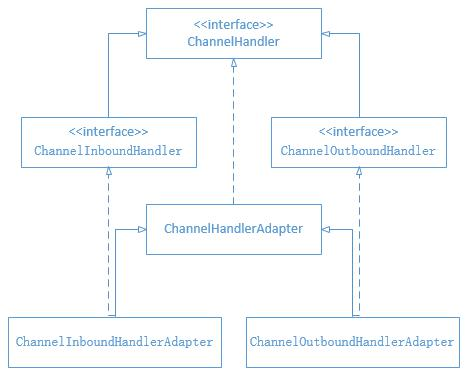 <<interface>>
ChannelHandler
<<interface>>
ChannelInboundHandler
<<interface>>
ChannelOutboundHandler
ChannelHandlerAdapter
ChannelInboundHandlerAdapter
ChannelOutboundHandlerAdapter